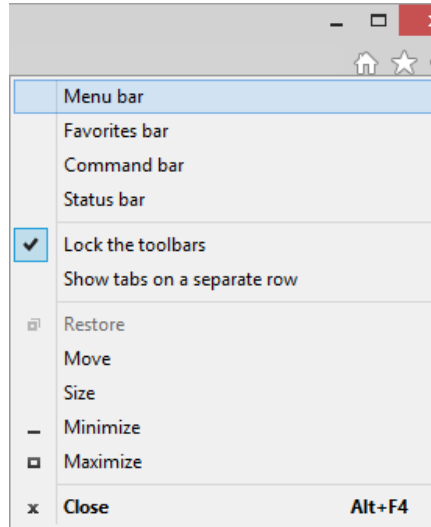 Menu bar
Favorites bar
Command bar
Status bar
Lock the toolbars
Show tabs on a separate row
Restore
Move
Size
Minimize
Maximize
Close Alt+F4